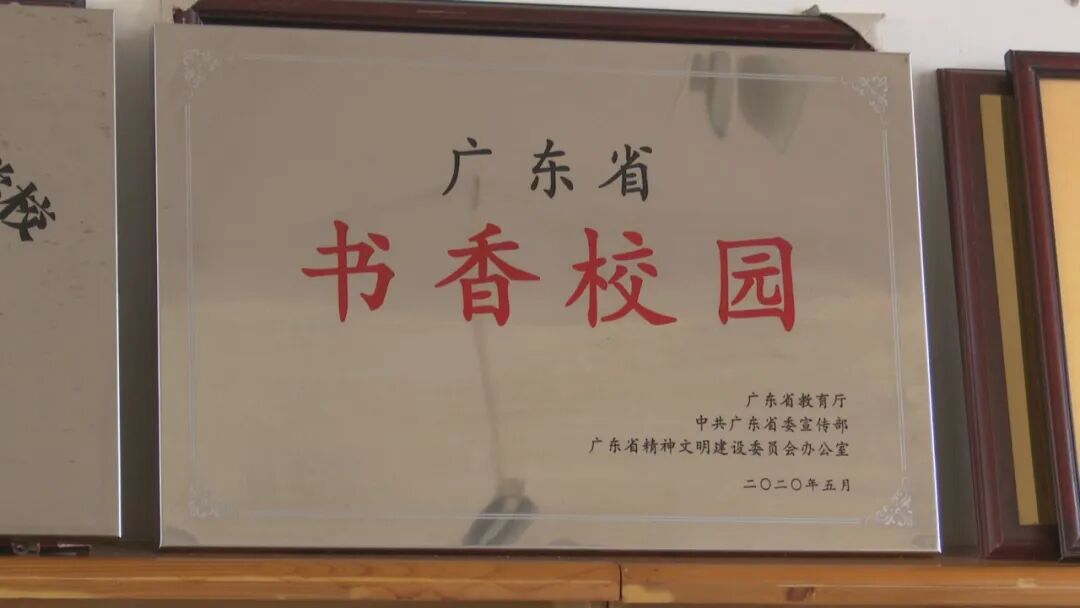 广东省
书香校园
广东省教育厅
中共广东省委宣传部
广东省精神文明建设委员会办公室
二〇二〇年五月
校